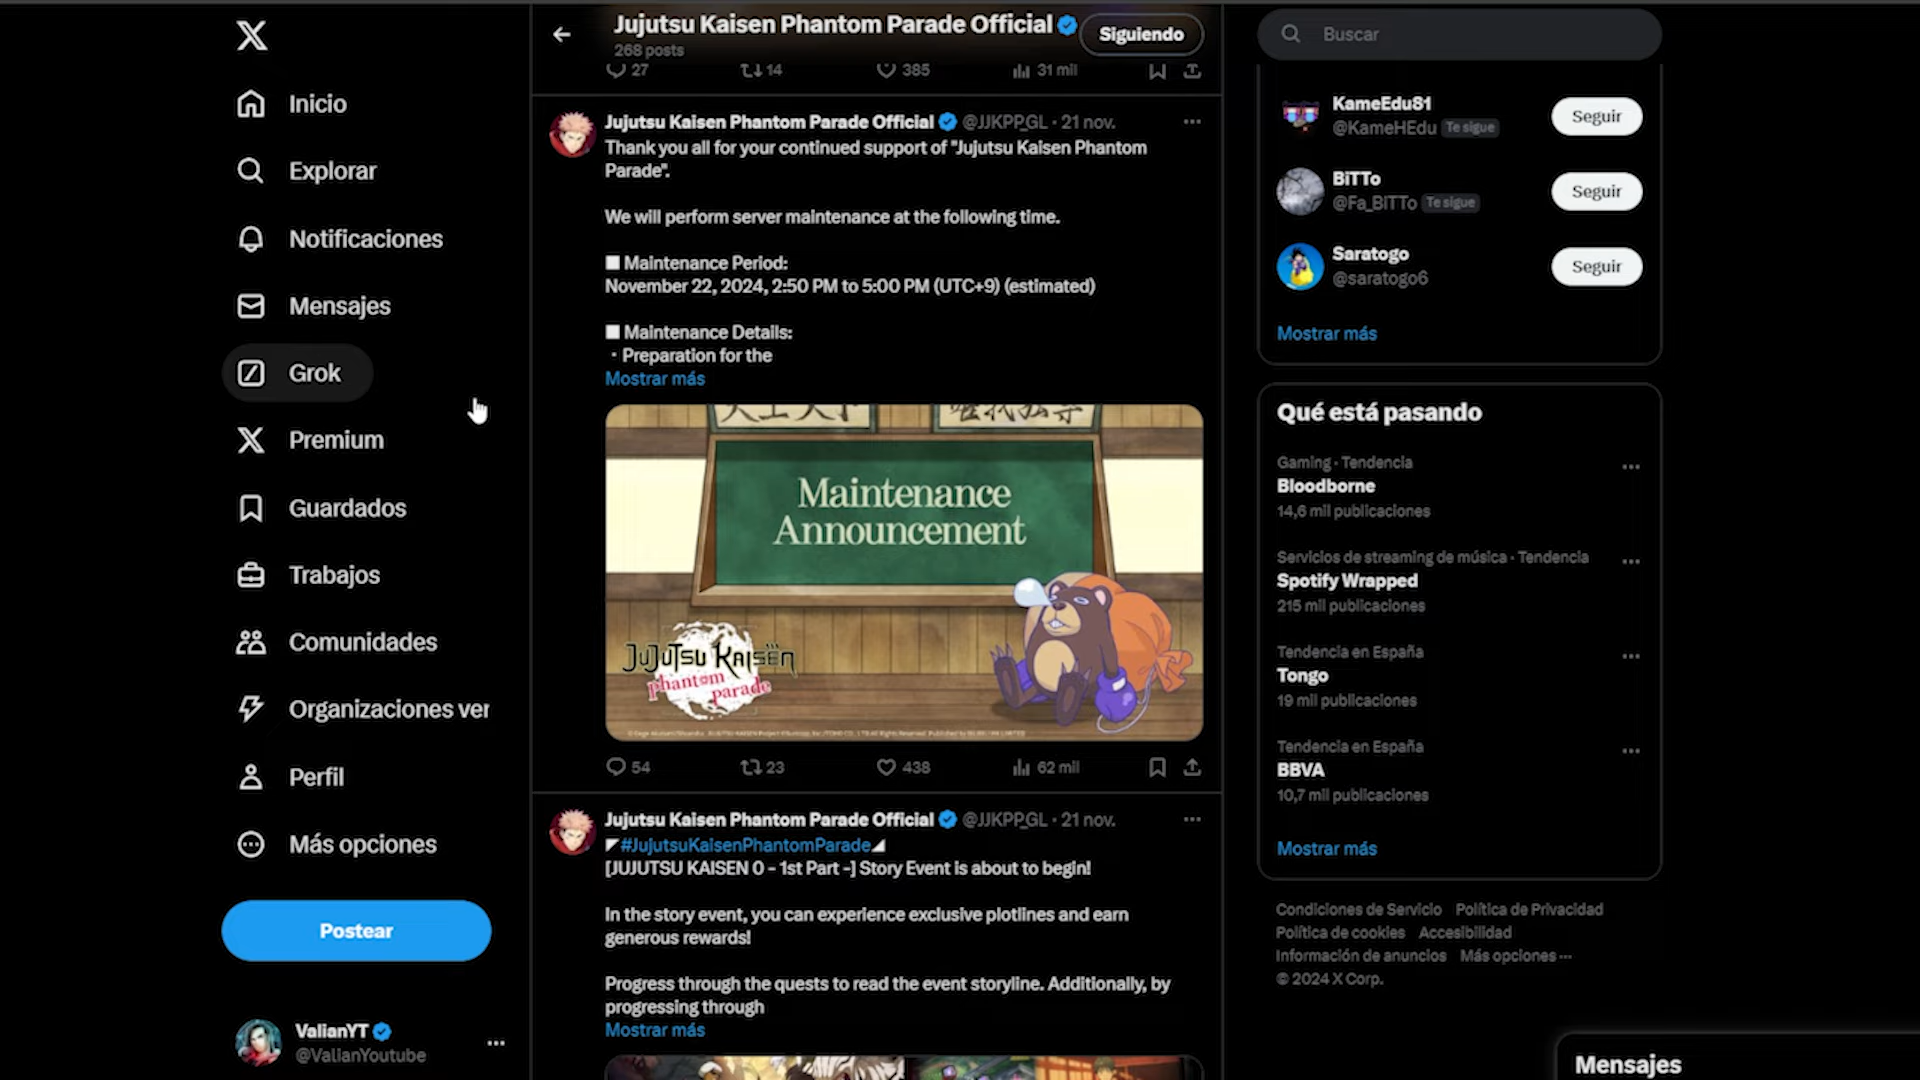 Inicio
Explorar
Notificaciones
Mensajes
Grok
Premium
Guardados
Trabajos
Comunidades
Organizaciones ver
Perfil
Más opciones
Postear
ValianYT
@ValianYoutube
Jujutsu Kaisen Phantom Parade Official
268 posts
Siguiendo
27 14 385 31 mil
Jujutsu Kaisen Phantom Parade Official @JJKPP_GL · 21 nov.
Thank you all for your continued support of "Jujutsu Kaisen Phantom
Parade".
We will perform server maintenance at the following time.
■ Maintenance Period:
November 22, 2024, 2:50 PM to 5:00 PM (UTC+9) (estimated)
■ Maintenance Details:
・Preparation for the
Mostrar más
Maintenance
Announcement
JUJUTSU KAISEN
phantom
parade
54 23 438 62 mil
Jujutsu Kaisen Phantom Parade Official @JJKPP_GL · 21 nov.
◤#JujutsuKaisenPhantomParade◢
[JUJUTSU KAISEN 0 - 1st Part -] Story Event is about to begin!
In the story event, you can experience exclusive plotlines and earn
generous rewards!
Progress through the quests to read the event storyline. Additionally, by
progressing through
Mostrar más
Buscar
KameEdu81
@KameHEdu Te sigue
Seguir
BiTTo
@Fa_BiTTo Te sigue
Seguir
Saratogo
@saratogo6
Seguir
Mostrar más
Qué está pasando
Gaming · Tendencia
Bloodborne
14,6 mil publicaciones
Servicios de streaming de música · Tendencia
Spotify Wrapped
215 mil publicaciones
Tendencia en España
Tongo
19 mil publicaciones
Tendencia en España
BBVA
10,7 mil publicaciones
Mostrar más
Condiciones de Servicio Política de Privacidad
Política de cookies Accesibilidad
Información de anuncios Más opciones ···
© 2024 X Corp.
Mensajes